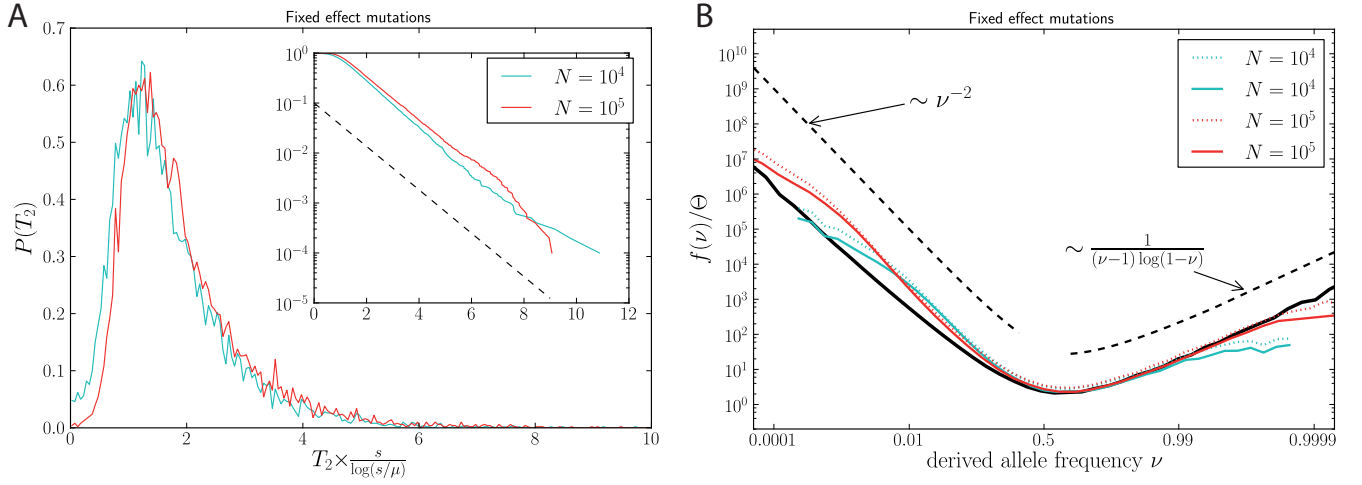 A
Fixed effect mutations
0.7
0.6
0.5
0.4
0.3
0.2
0.1
0.0
P(T₂)
0 2 4 6 8 10
T₂ × s/log(s/μ)
10⁰
10⁻¹
10⁻²
10⁻³
10⁻⁴
10⁻⁵
0 2 4 6 8 10 12
N = 10⁴
N = 10⁵
B
Fixed effect mutations
10¹⁰
10⁹
10⁸
10⁷
10⁶
10⁵
10⁴
10³
10²
10¹
10⁰
f(ν)/Θ
∼ ν⁻²
∼ 1/((ν−1) log(1−ν))
N = 10⁴
N = 10⁴
N = 10⁵
N = 10⁵
0.0001 0.01 0.5 0.99 0.9999
derived allele frequency ν